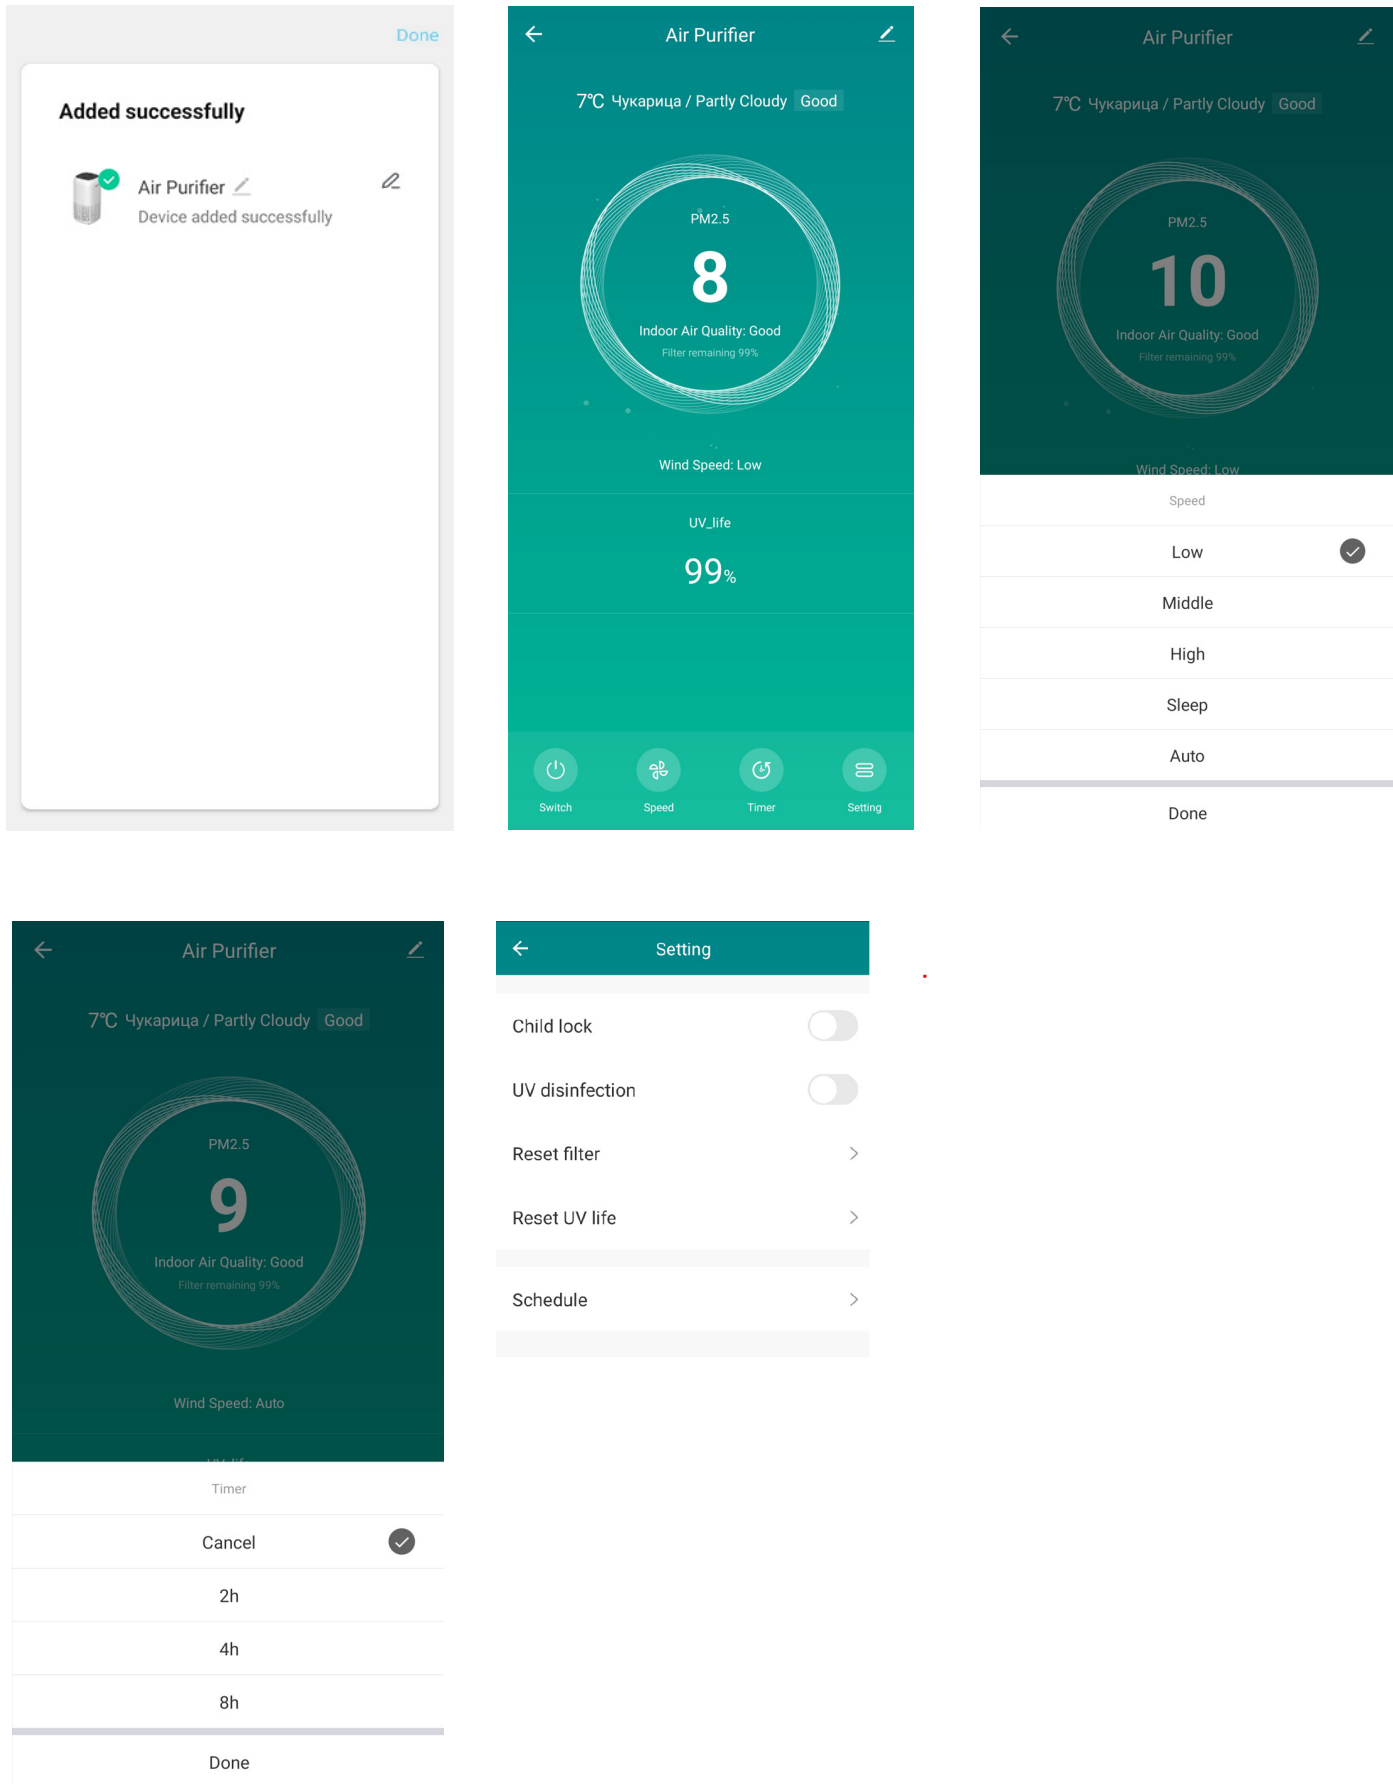 Done
Added successfully
Air Purifier
Device added successfully
Air Purifier
7°C Чукарица / Partly Cloudy Good
PM2.5
8
Indoor Air Quality: Good
Filter remaining 99%
Wind Speed: Low
UV_life
99%
Switch Speed Timer Setting
Air Purifier
7°C Чукарица / Partly Cloudy Good
PM2.5
10
Indoor Air Quality: Good
Filter remaining 99%
Wind Speed: Low
Speed
Low
Middle
High
Sleep
Auto
Done
Air Purifier
7°C Чукарица / Partly Cloudy Good
PM2.5
9
Indoor Air Quality: Good
Filter remaining 99%
Wind Speed: Auto
Timer
Cancel
2h
4h
8h
Done
Setting
Child lock
UV disinfection
Reset filter
Reset UV life
Schedule